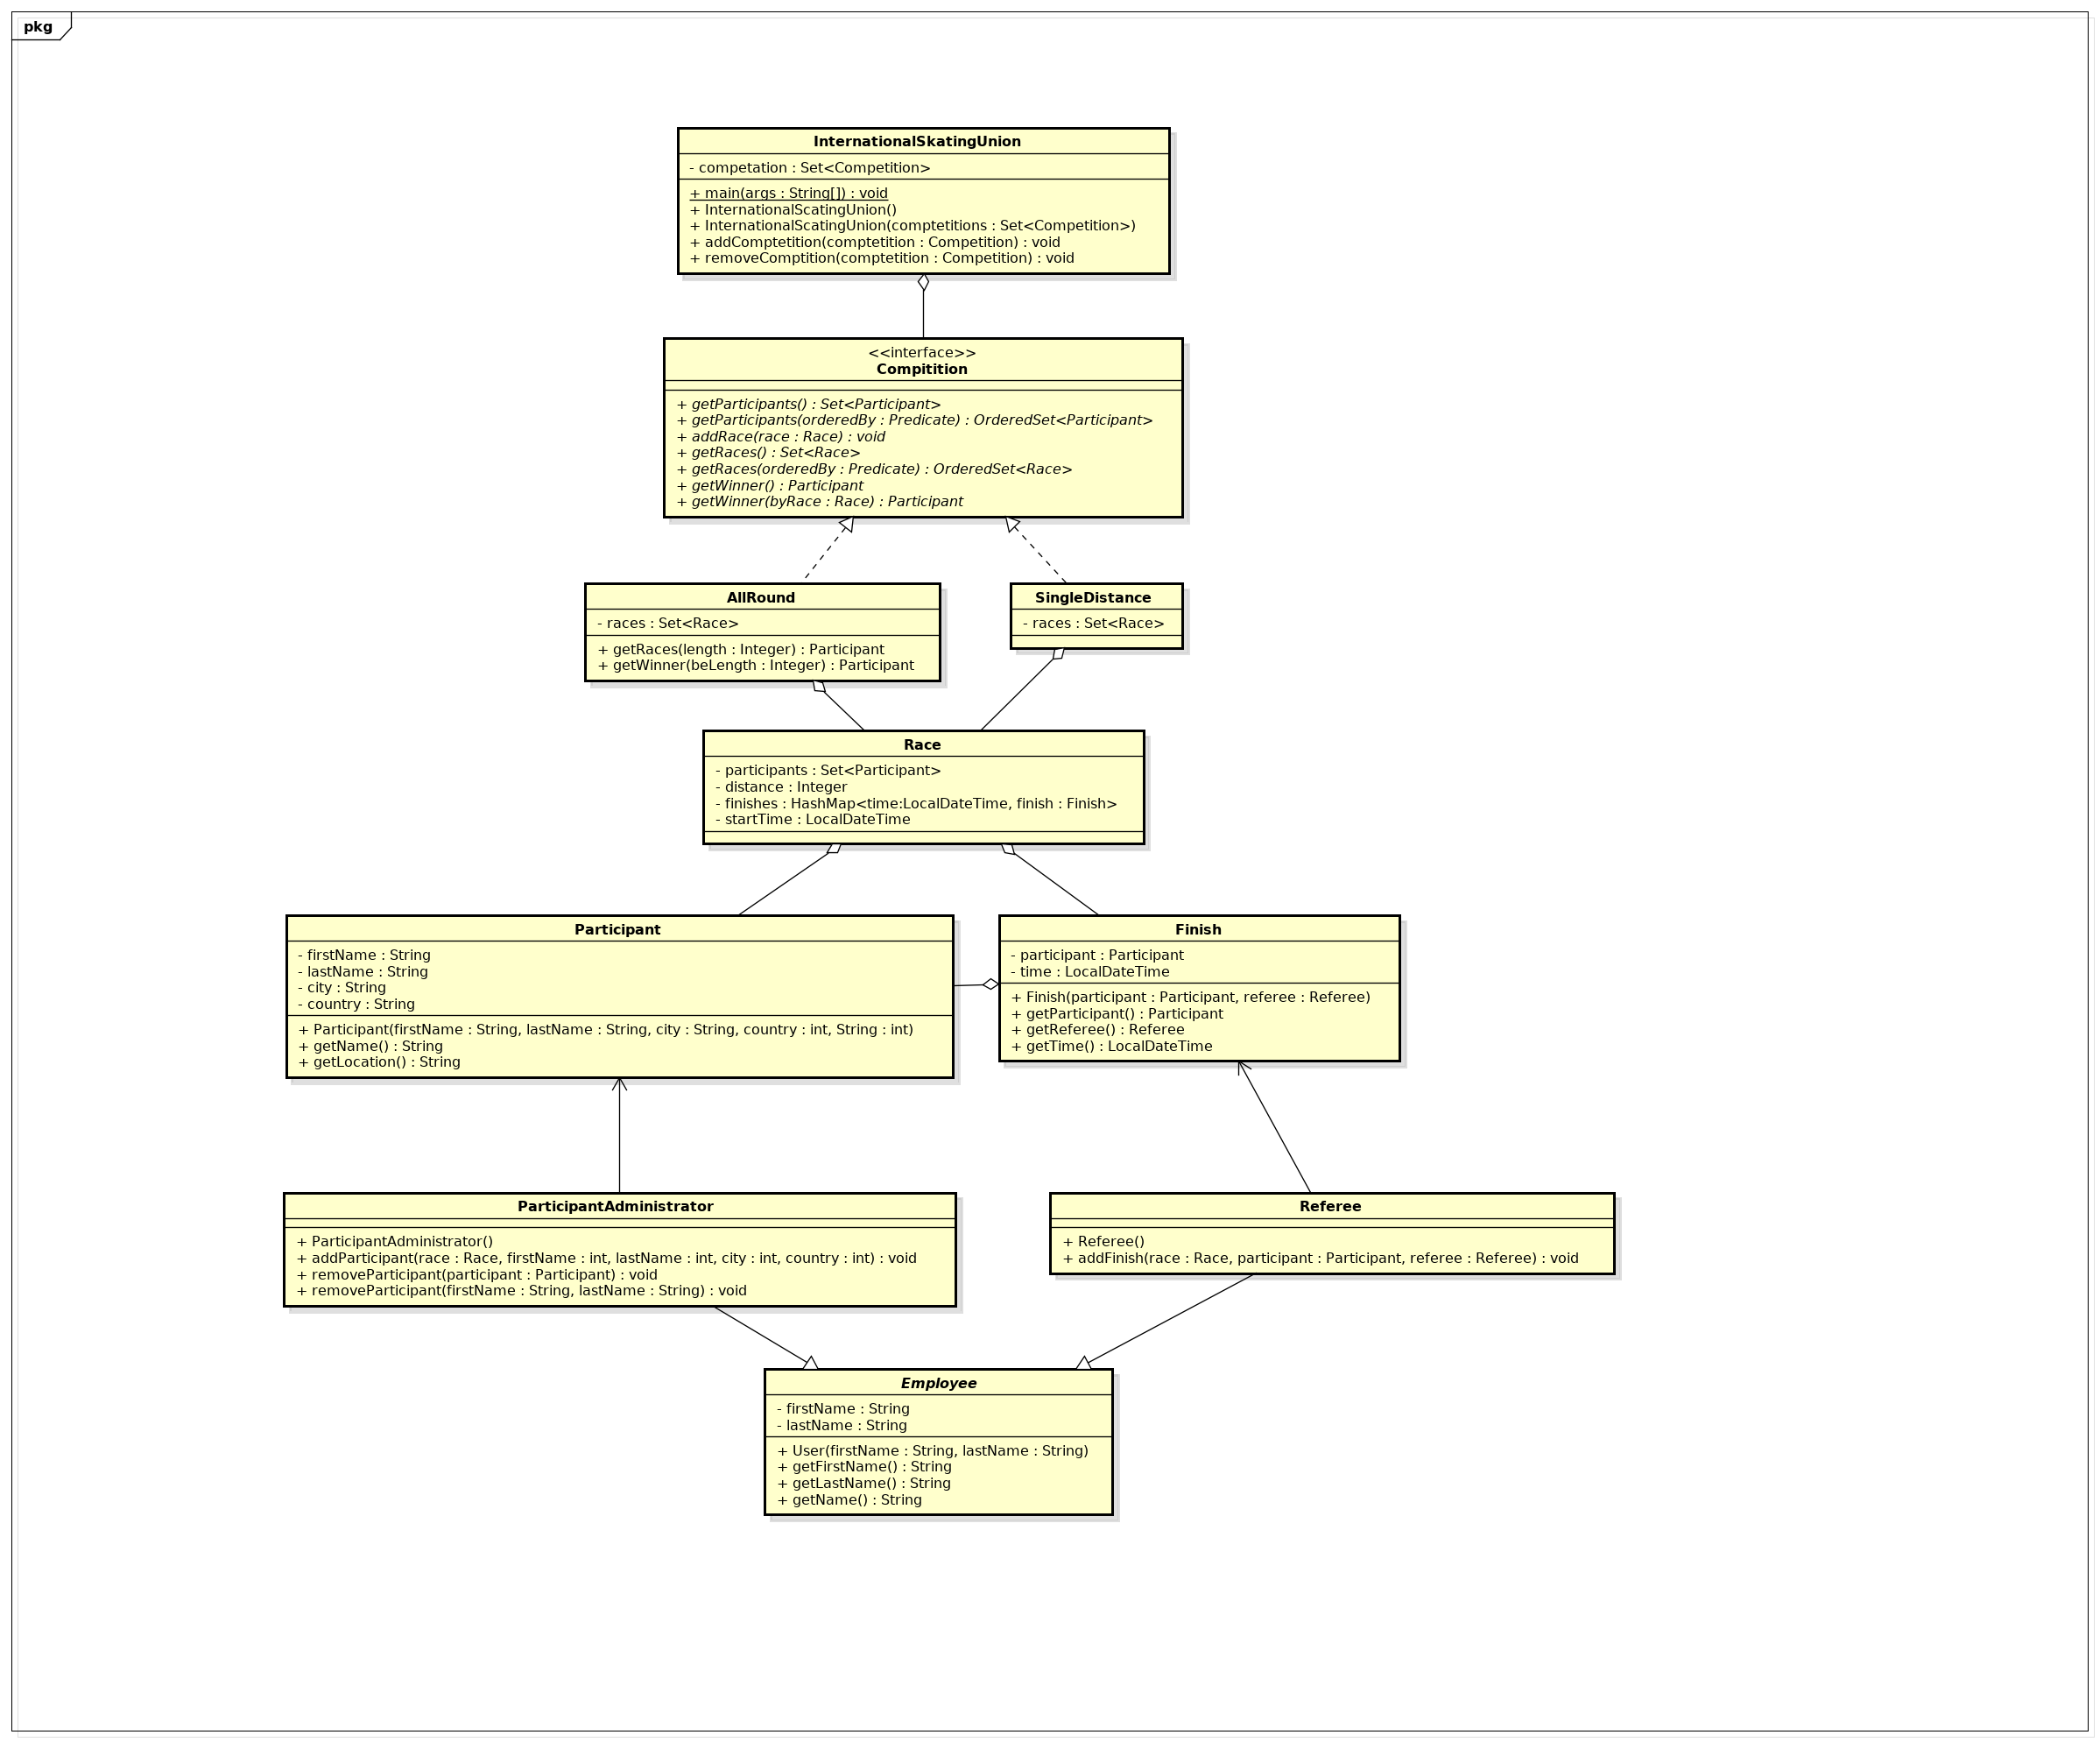 pkg
InternationalSkatingUnion
- competation : Set<Competition>
+ main(args : String[]) : void
+ InternationalScatingUnion()
+ InternationalScatingUnion(comptetitions : Set<Competition>)
+ addComptetition(comptetition : Competition) : void
+ removeComptition(comptetition : Competition) : void
<<interface>>
Compitition
+ getParticipants() : Set<Participant>
+ getParticipants(orderedBy : Predicate) : OrderedSet<Participant>
+ addRace(race : Race) : void
+ getRaces() : Set<Race>
+ getRaces(orderedBy : Predicate) : OrderedSet<Race>
+ getWinner() : Participant
+ getWinner(byRace : Race) : Participant
AllRound
- races : Set<Race>
+ getRaces(length : Integer) : Participant
+ getWinner(beLength : Integer) : Participant
SingleDistance
- races : Set<Race>
Race
- participants : Set<Participant>
- distance : Integer
- finishes : HashMap<time:LocalDateTime, finish : Finish>
- startTime : LocalDateTime
Participant
- firstName : String
- lastName : String
- city : String
- country : String
+ Participant(firstName : String, lastName : String, city : String, country : int, String : int)
+ getName() : String
+ getLocation() : String
Finish
- participant : Participant
- time : LocalDateTime
+ Finish(participant : Participant, referee : Referee)
+ getParticipant() : Participant
+ getReferee() : Referee
+ getTime() : LocalDateTime
ParticipantAdministrator
+ ParticipantAdministrator()
+ addParticipant(race : Race, firstName : int, lastName : int, city : int, country : int) : void
+ removeParticipant(participant : Participant) : void
+ removeParticipant(firstName : String, lastName : String) : void
Referee
+ Referee()
+ addFinish(race : Race, participant : Participant, referee : Referee) : void
Employee
- firstName : String
- lastName : String
+ User(firstName : String, lastName : String)
+ getFirstName() : String
+ getLastName() : String
+ getName() : String